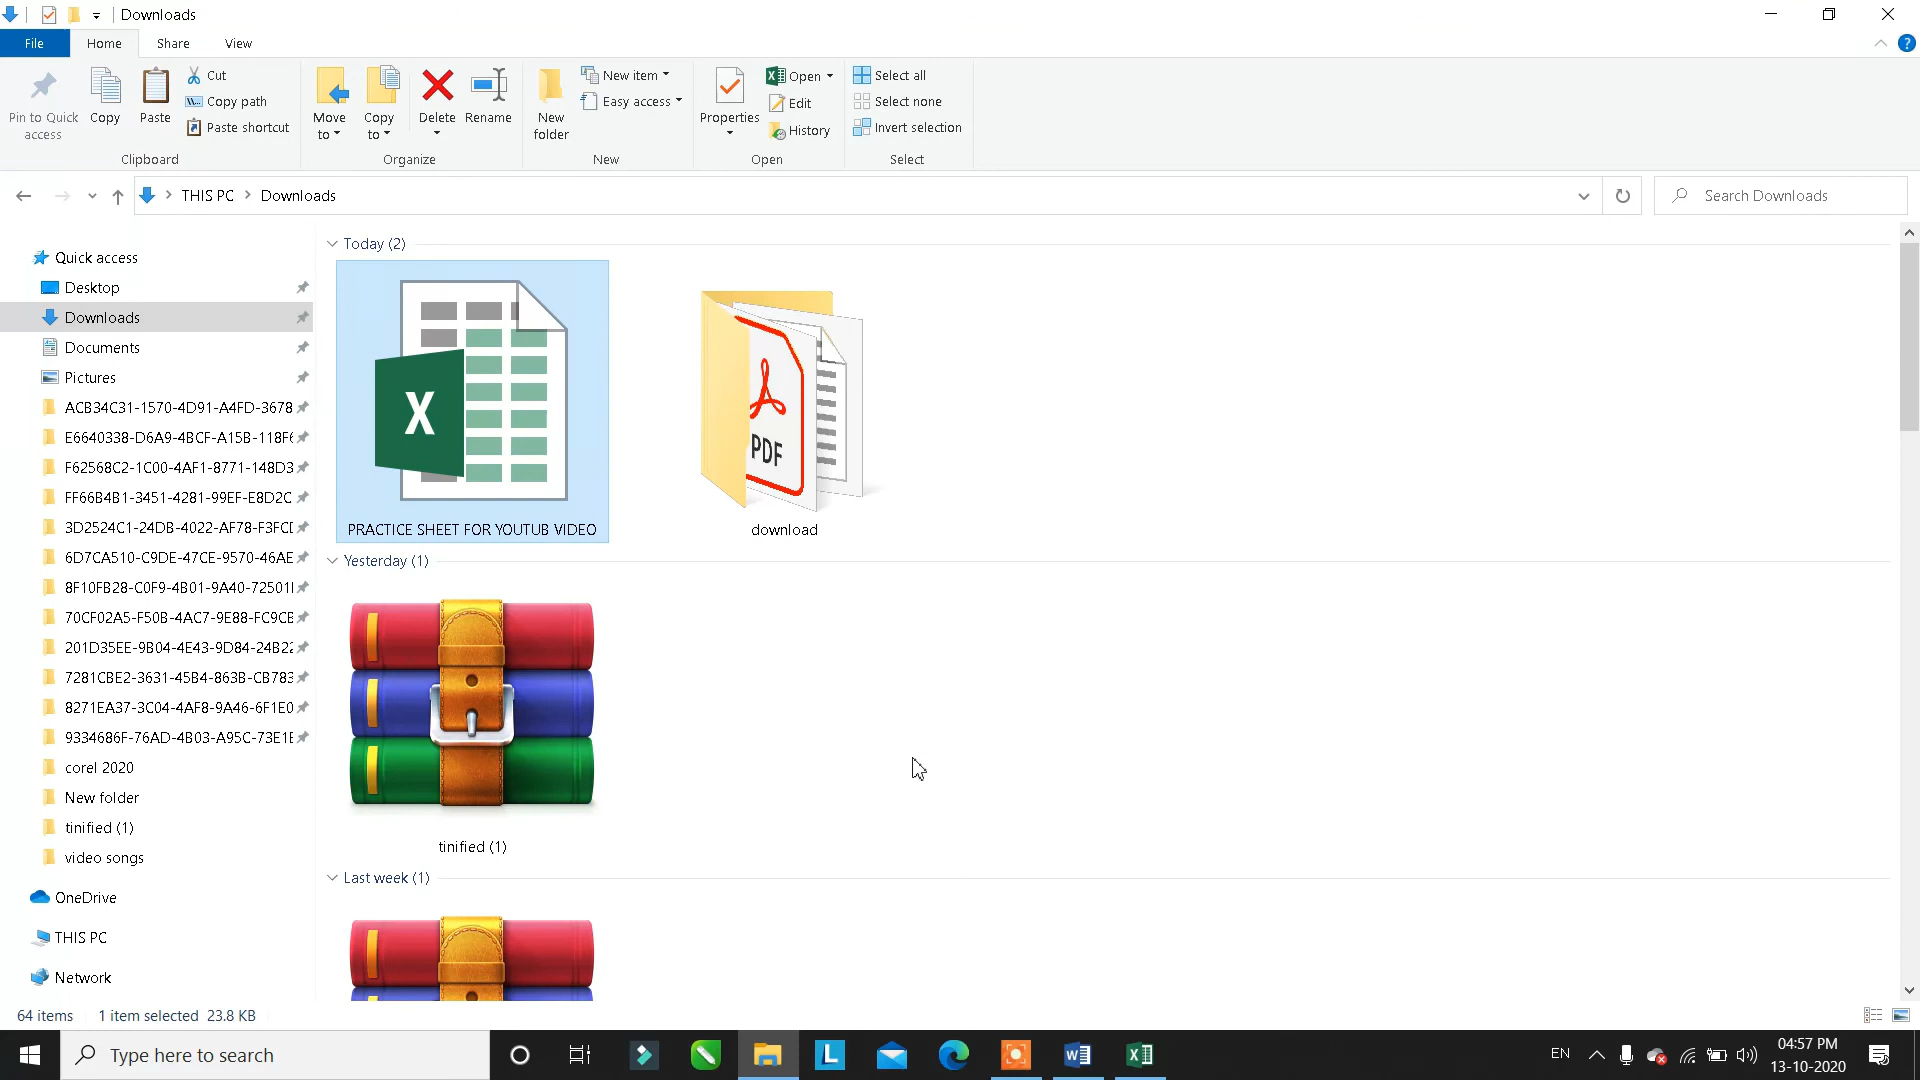 Downloads
File Home Share View
Pin to Quick access
Copy
Paste
Cut
Copy path
Paste shortcut
Clipboard
Move to
Copy to
Delete
Rename
Organize
New folder
New item
Easy access
New
Properties
Open
Edit
History
Open
Select all
Select none
Invert selection
Select
THIS PC > Downloads
Search Downloads
Quick access
Desktop
Downloads
Documents
Pictures
ACB34C31-1570-4D91-A4FD-3678
E6640338-D6A9-4BCF-A15B-118F6
F62568C2-1C00-4AF1-8771-148D3
FF66B4B1-3451-4281-99EF-E8D2C
3D2524C1-24DB-4022-AF78-F3FC
6D7CA510-C9DE-47CE-9570-46AE
8F10FB28-C0F9-4B01-9A40-72501
70CF02A5-F50B-4AC7-9E88-FC9CE
201D35EE-9B04-4E43-9D84-24B22
7281CBE2-3631-45B4-863B-CB783
8271EA37-3C04-4AF8-9A46-6F1E0
9334686F-76AD-4B03-A95C-73E1
corel 2020
New folder
tinified (1)
video songs
OneDrive
THIS PC
Network
Today (2)
X
PDF
PRACTICE SHEET FOR YOUTUB VIDEO
download
Yesterday (1)
tinified (1)
Last week (1)
64 items 1 item selected 23.8 KB
Type here to search
L
EN
04:57 PM
13-10-2020